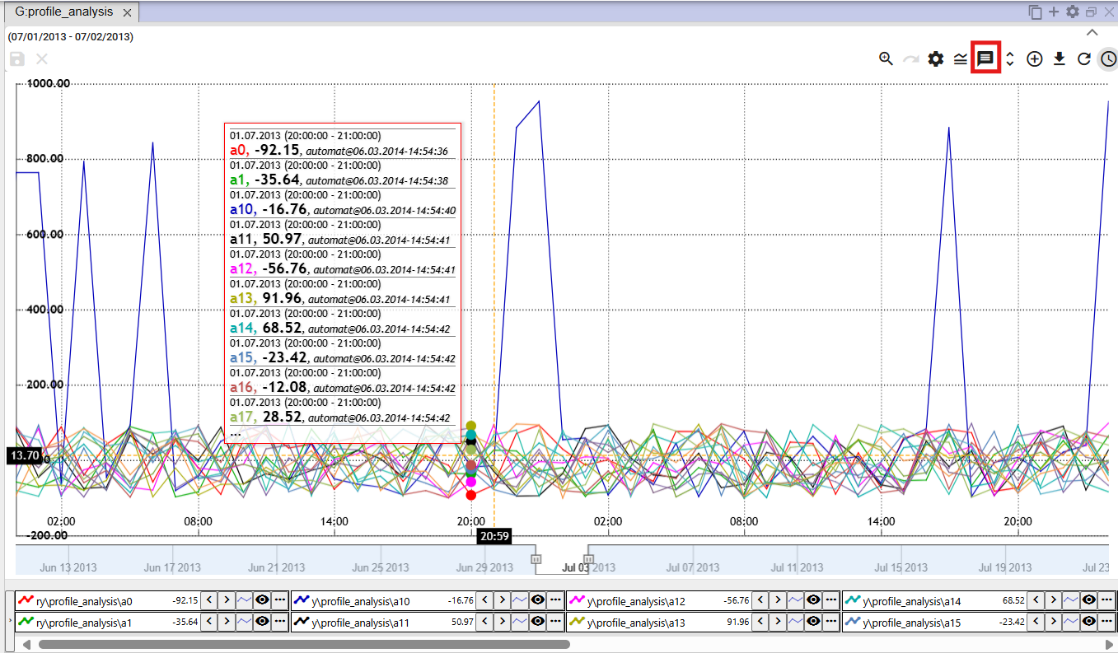 G:profile_analysis
(07/01/2013 - 07/02/2013)
1000.00
800.00
600.00
400.00
200.00
-200.00
13.70
01.07.2013 (20:00:00 - 21:00:00)
a0, -92.15, automat@06.03.2014-14:54:36
01.07.2013 (20:00:00 - 21:00:00)
a1, -35.64, automat@06.03.2014-14:54:38
01.07.2013 (20:00:00 - 21:00:00)
a10, -16.76, automat@06.03.2014-14:54:40
01.07.2013 (20:00:00 - 21:00:00)
a11, 50.97, automat@06.03.2014-14:54:41
01.07.2013 (20:00:00 - 21:00:00)
a12, -56.76, automat@06.03.2014-14:54:41
01.07.2013 (20:00:00 - 21:00:00)
a13, 91.96, automat@06.03.2014-14:54:41
01.07.2013 (20:00:00 - 21:00:00)
a14, 68.52, automat@06.03.2014-14:54:42
01.07.2013 (20:00:00 - 21:00:00)
a15, -23.42, automat@06.03.2014-14:54:42
01.07.2013 (20:00:00 - 21:00:00)
a16, -12.08, automat@06.03.2014-14:54:42
01.07.2013 (20:00:00 - 21:00:00)
a17, 28.52, automat@06.03.2014-14:54:42
...
02:00 08:00 14:00 20:00 02:00 08:00 14:00 20:00
20:59
Jun 13 2013 Jun 17 2013 Jun 21 2013 Jun 25 2013 Jun 29 2013 Jul 03 2013 Jul 07 2013 Jul 11 2013 Jul 15 2013 Jul 19 2013 Jul 23
ry\profile_analysis\a0 -92.15 y\profile_analysis\a10 -16.76 y\profile_analysis\a12 -56.76 y\profile_analysis\a14 68.52
ry\profile_analysis\a1 -35.64 y\profile_analysis\a11 50.97 y\profile_analysis\a13 91.96 y\profile_analysis\a15 -23.42